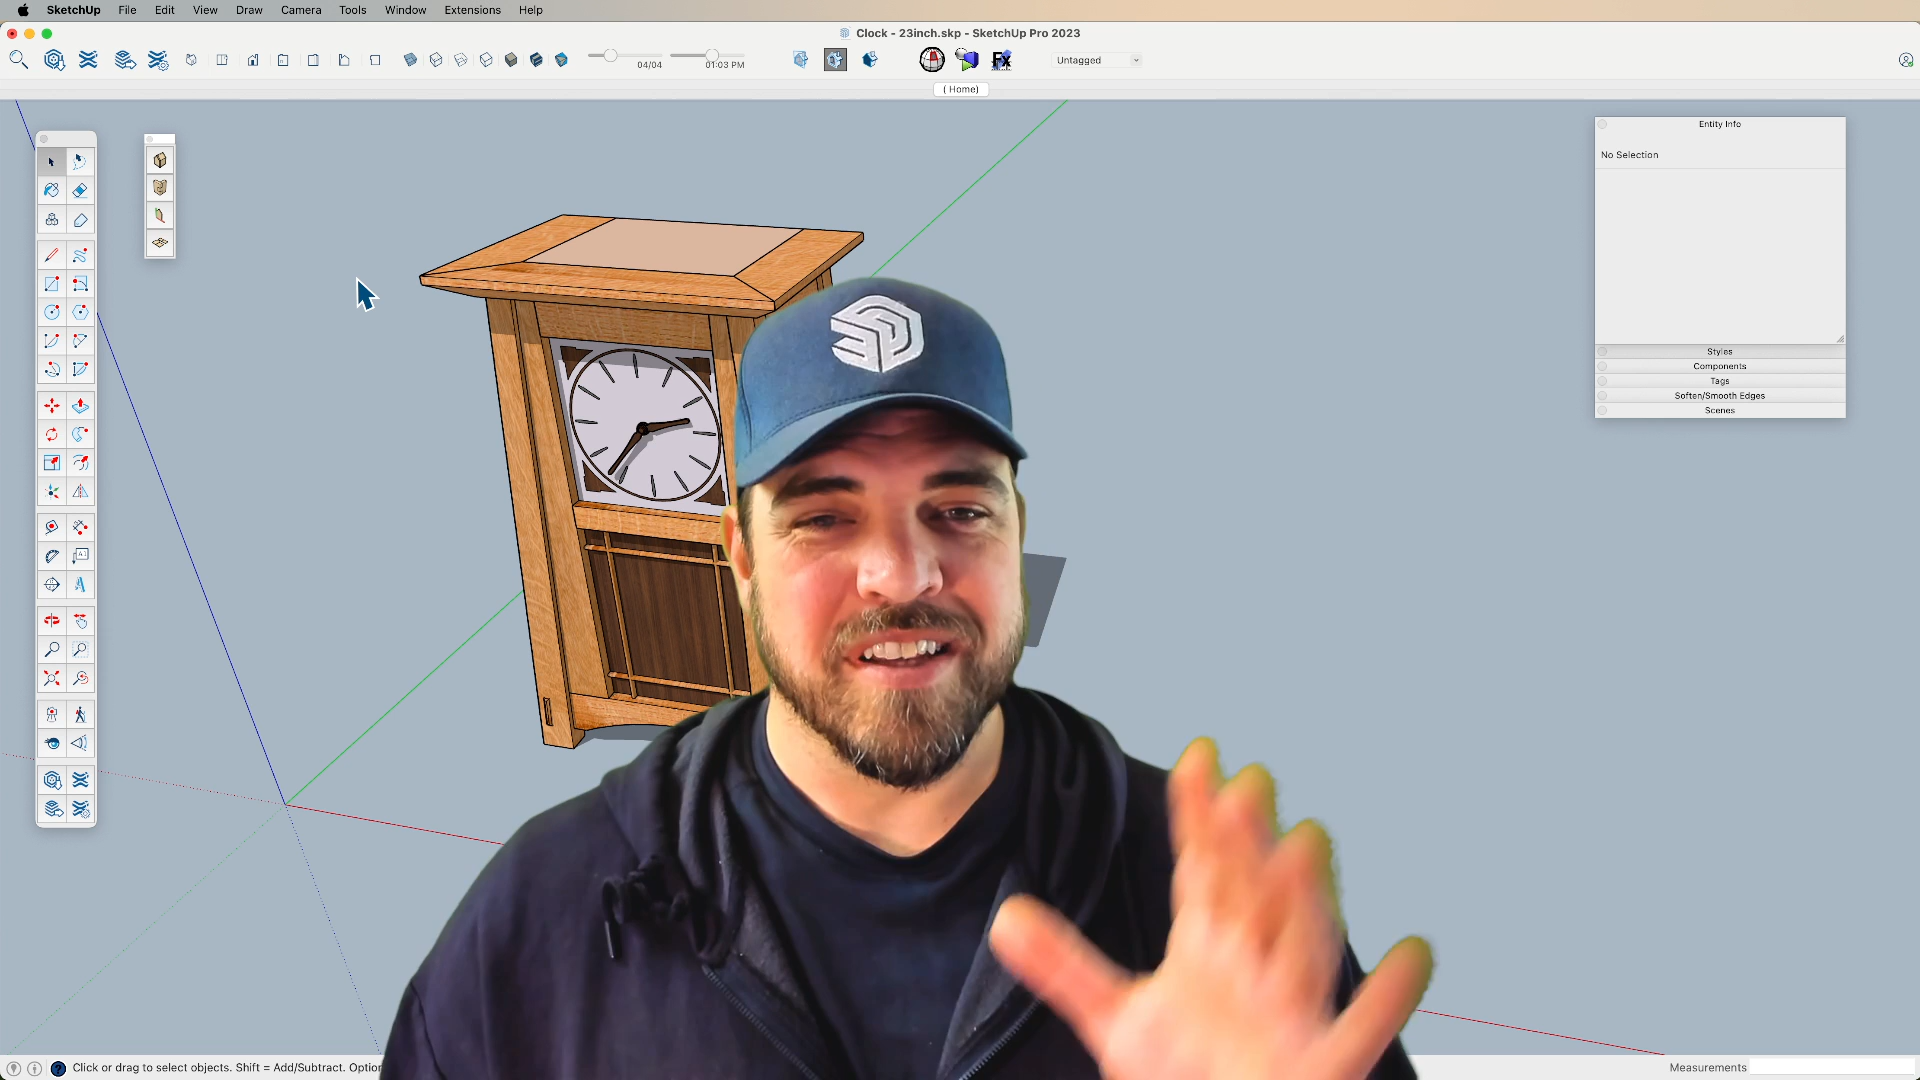 SketchUp File Edit View Draw Camera Tools Window Extensions Help
Clock - 23inch.skp - SketchUp Pro 2023
04/04 01:03 PM Untagged
( Home)
Entity Info
No Selection
Styles
Components
Tags
Soften/Smooth Edges
Scenes
Click or drag to select objects. Shift = Add/Subtract. Option
Measurements